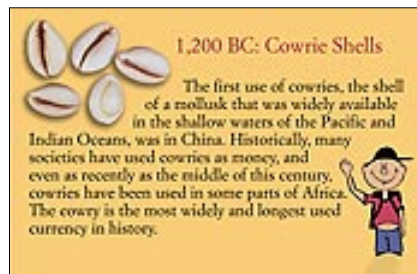 1,200 BC: Cowrie Shells
The first use of cowries, the shell
of a mollusk that was widely available
in the shallow waters of the Pacific and
Indian Oceans, was in China. Historically, many
societies have used cowries as money, and
even as recently as the middle of this century,
cowries have been used in some parts of Africa.
The cowry is the most widely and longest used
currency in history.